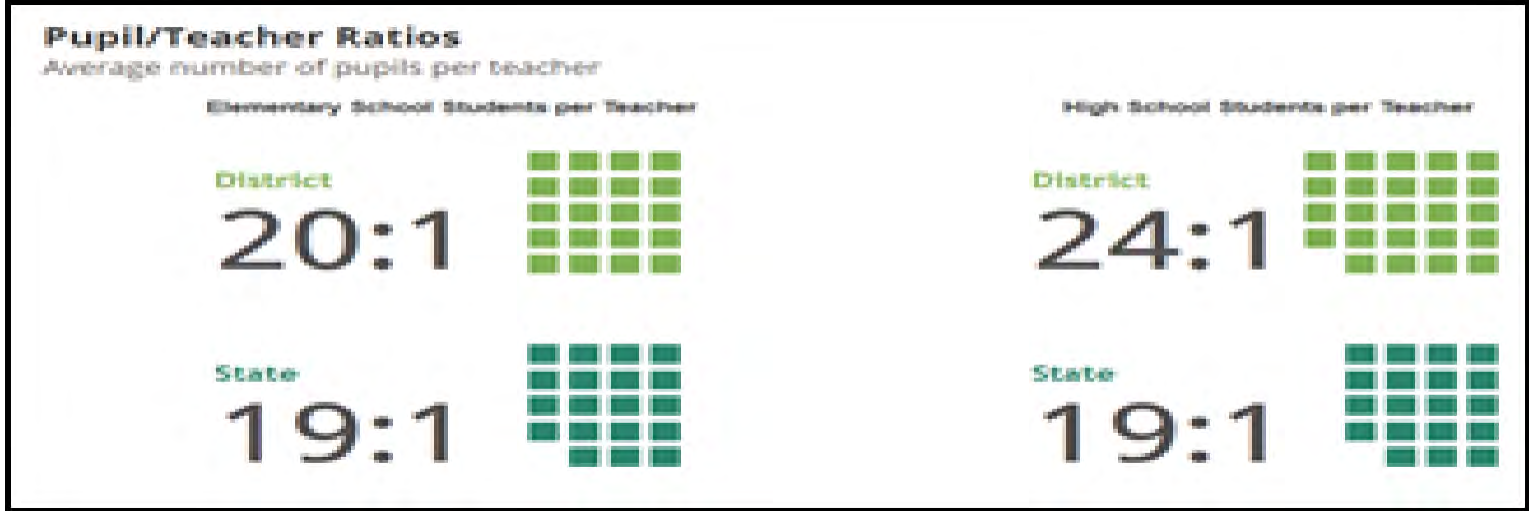 Pupil/Teacher Ratios
Average number of pupils per teacher
Elementary School Students per Teacher
District
20:1
State
19:1
High School Students per Teacher
District
24:1
State
19:1